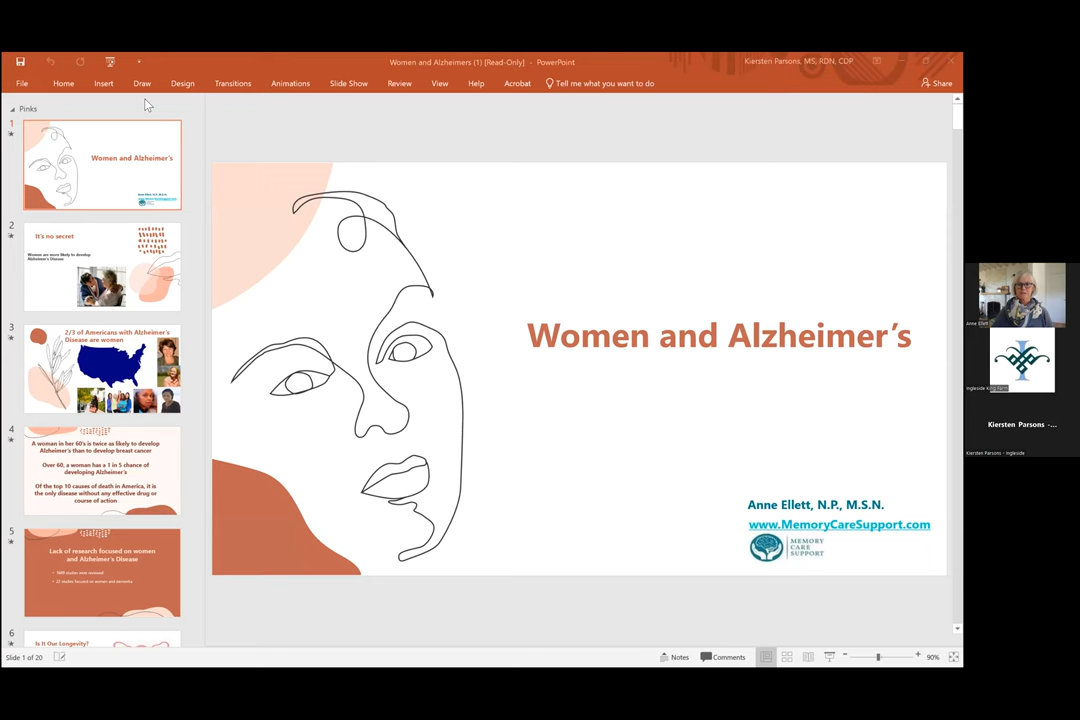 Women and Alzheimers (1) [Read-Only] - PowerPoint
Kiersten Parsons, MS, RDN, CDP
File Home Insert Draw Design Transitions Animations Slide Show Review View Help Acrobat Tell me what you want to do Share
Pinks
1
Women and Alzheimer's
2
It's no secret
Women are more likely to develop
Alzheimer's Disease
3
2/3 of Americans with Alzheimer's
Disease are women
4
A woman in her 60's is twice as likely to develop
Alzheimer's than to develop breast cancer
Over 60, a woman has a 1 in 5 chance of
developing Alzheimer's
Of the top 10 causes of death in America, it is
the only disease without any effective drug or
course of action
5
Lack of research focused on women
and Alzheimer's Disease
22 studies focused on women and dementia
6
Is It Our Longevity?
Women and Alzheimer’s
Anne Ellett, N.P., M.S.N.
www.MemoryCareSupport.com
MEMORY
CARE
SUPPORT
Anne Ellett
Ingleside King Farm
Kiersten Parsons -...
Kiersten Parsons - Ingleside
Slide 1 of 20
Notes Comments 90%